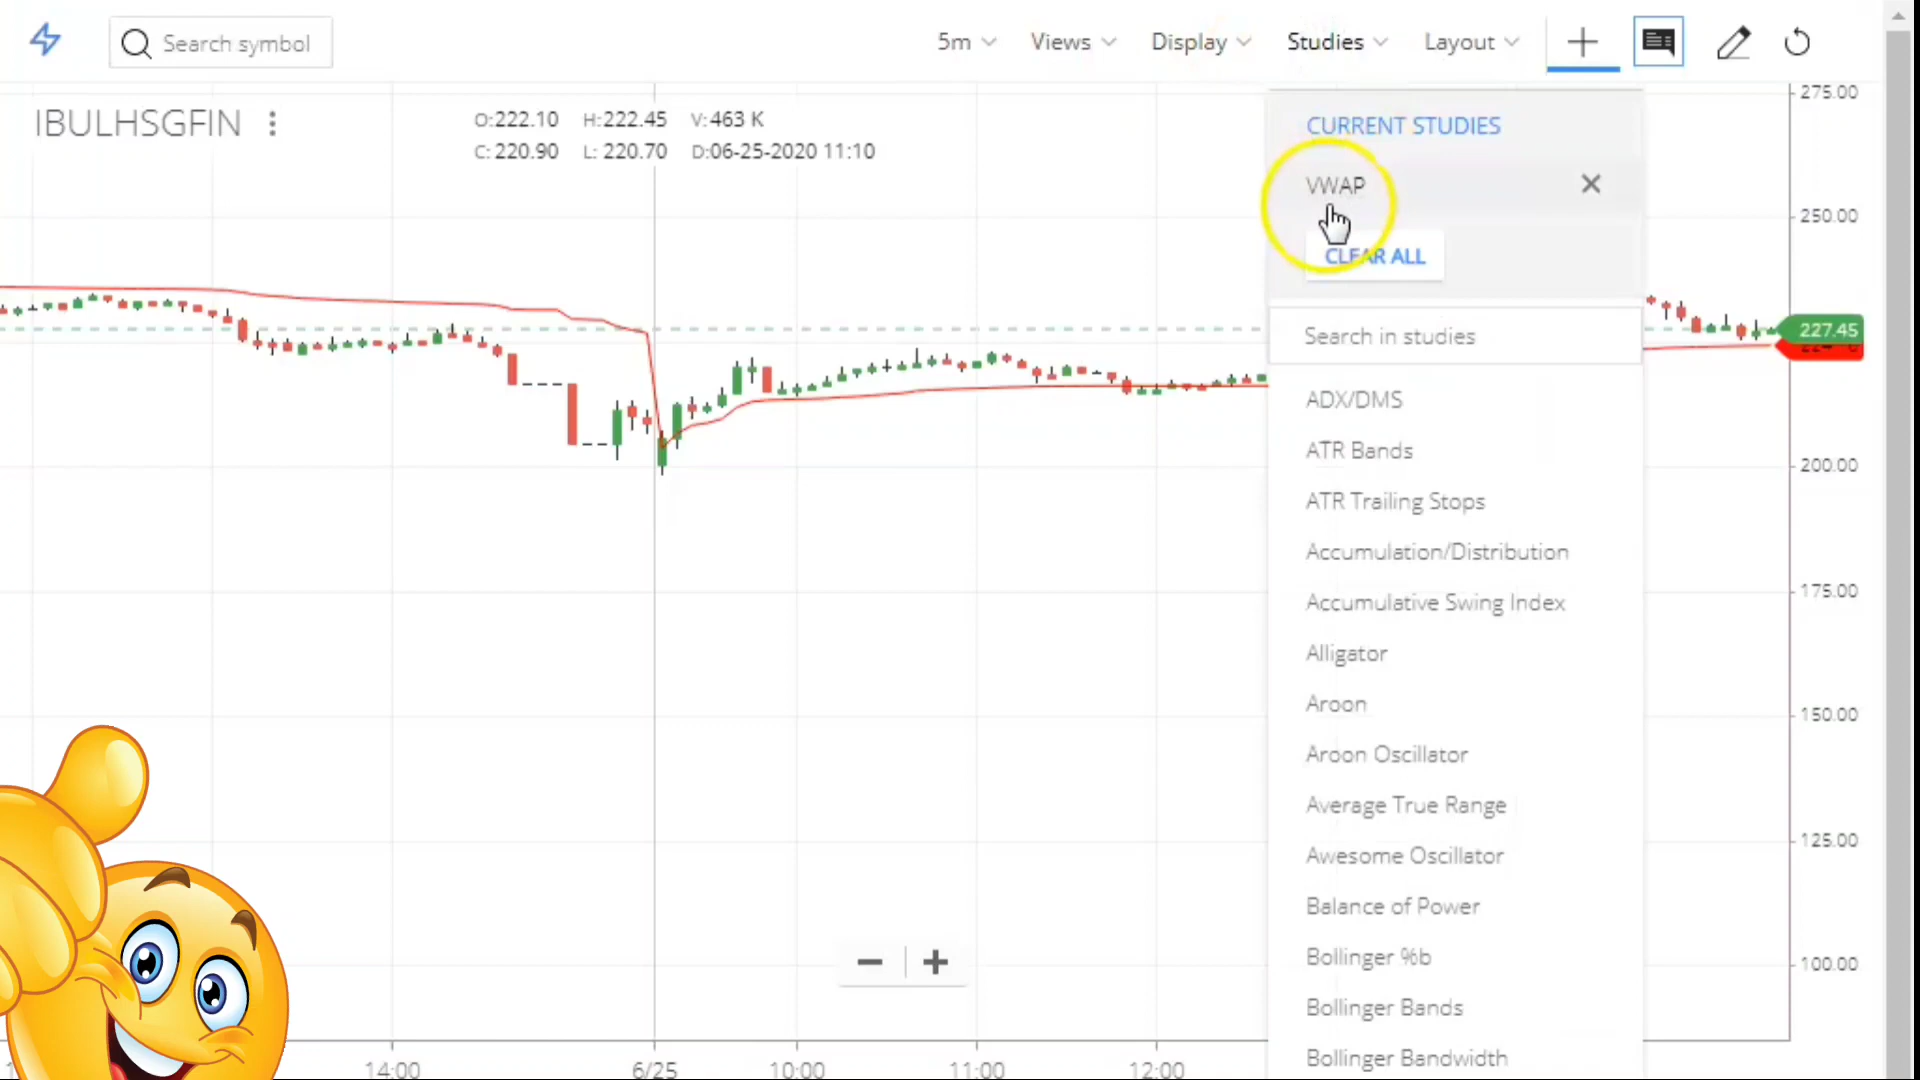 Search symbol
5m
Views
Display
Studies
Layout
IBULHSGFIN
O:222.10 H:222.45 V:463 K
C:220.90 L:220.70 D:06-25-2020 11:10
CURRENT STUDIES
VWAP
CLEAR ALL
Search in studies
ADX/DMS
ATR Bands
ATR Trailing Stops
Accumulation/Distribution
Accumulative Swing Index
Alligator
Aroon
Aroon Oscillator
Average True Range
Awesome Oscillator
Balance of Power
Bollinger %b
Bollinger Bands
Bollinger Bandwidth
275.00
250.00
227.45
200.00
175.00
150.00
125.00
100.00
14:00
6/25
10:00
11:00
12:00